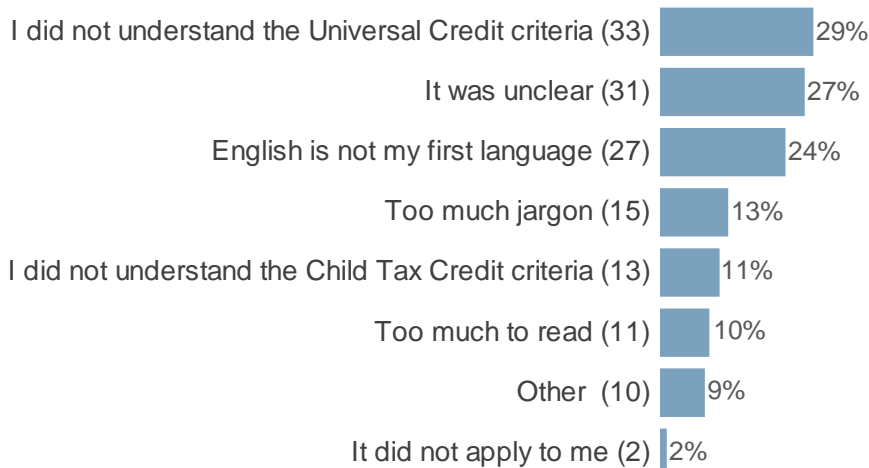 I did not understand the Universal Credit criteria (33) 29%
It was unclear (31) 27%
English is not my first language (27) 24%
Too much jargon (15) 13%
I did not understand the Child Tax Credit criteria (13) 11%
Too much to read (11) 10%
Other (10) 9%
It did not apply to me (2) 2%